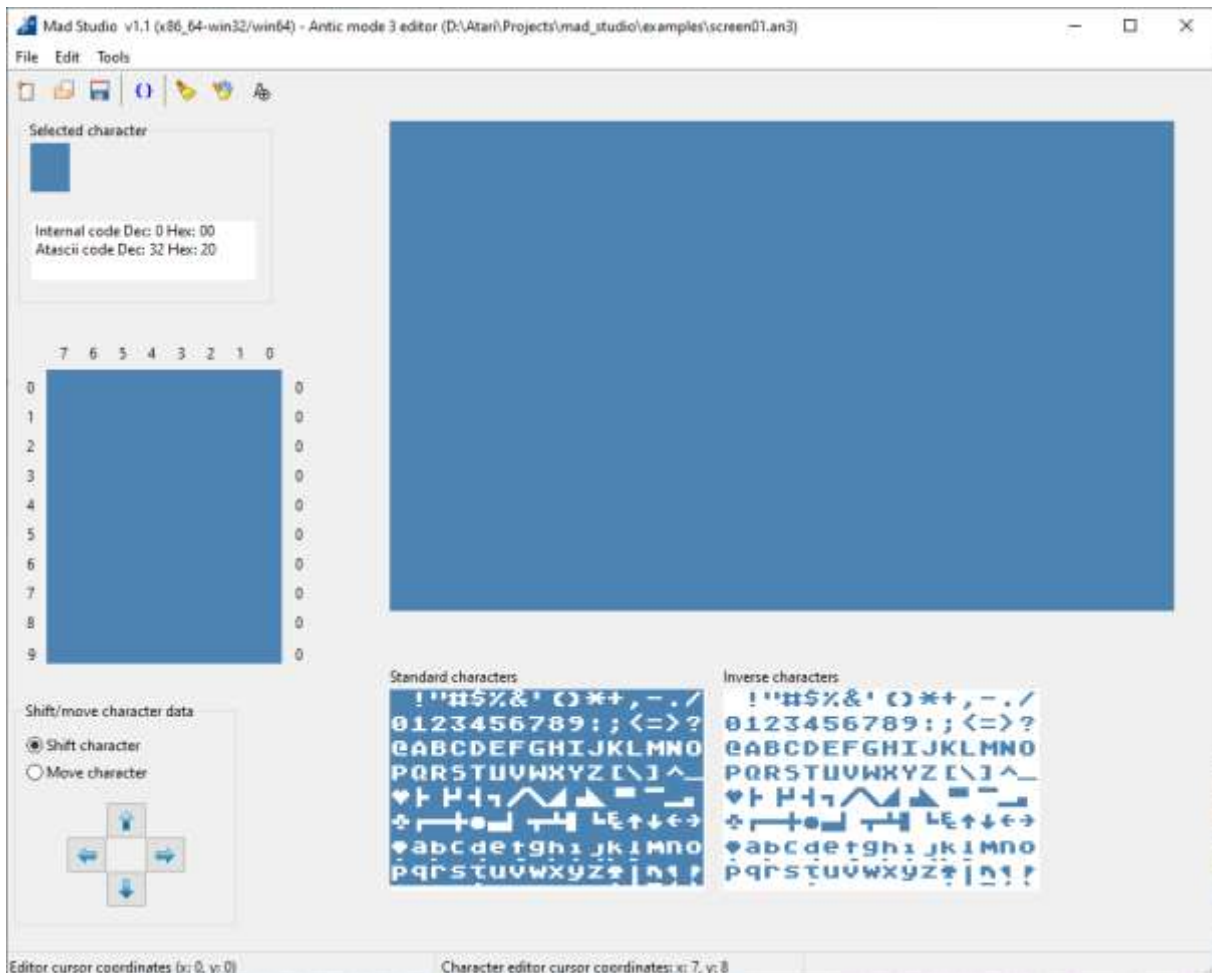 Mad Studio v1.1 (x86_64-win32/win64) - Antic mode 3 editor (D:\Atari\Projects\mad_studio\examples\screen01.an3)
File Edit Tools
Selected character
Internal code Dec: 0 Hex: 00
Atascii code Dec: 32 Hex: 20
7 6 5 4 3 2 1 0
0 0
1 0
2 0
3 0
4 0
5 0
6 0
7 0
8 0
9 0
Shift/move character data
Shift character
Move character
Standard characters
!"#$%&'()*+,-./
0123456789:;<=>?
@ABCDEFGHIJKLMNO
PQRSTUVWXYZ[\]^_
abcdefghijklmno
pqrstuvwxyz
Inverse characters
!"#$%&'()*+,-./
0123456789:;<=>?
@ABCDEFGHIJKLMNO
PQRSTUVWXYZ[\]^_
abcdefghijklmno
pqrstuvwxyz
Editor cursor coordinates (x: 0, y: 0)
Character editor cursor coordinates: x: 7, y: 8